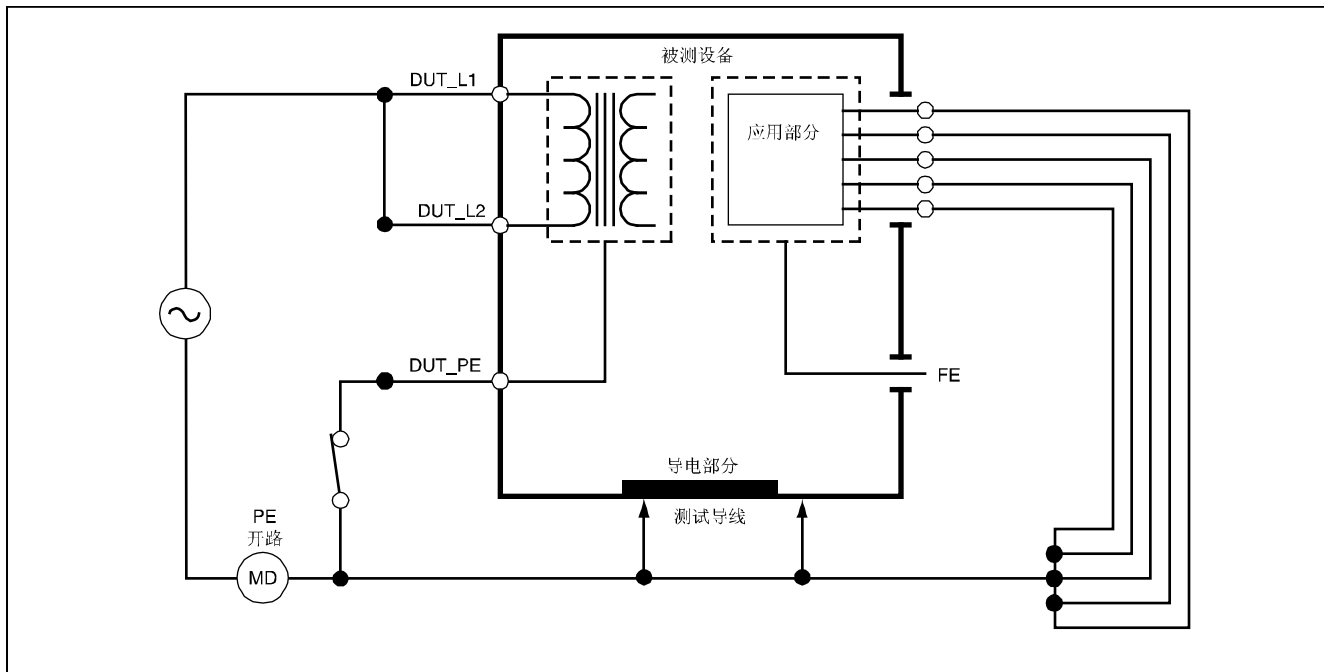 被测设备
DUT_L1
应用部分
DUT_L2
DUT_PE
FE
导电部分
测试导线
PE
开路
MD